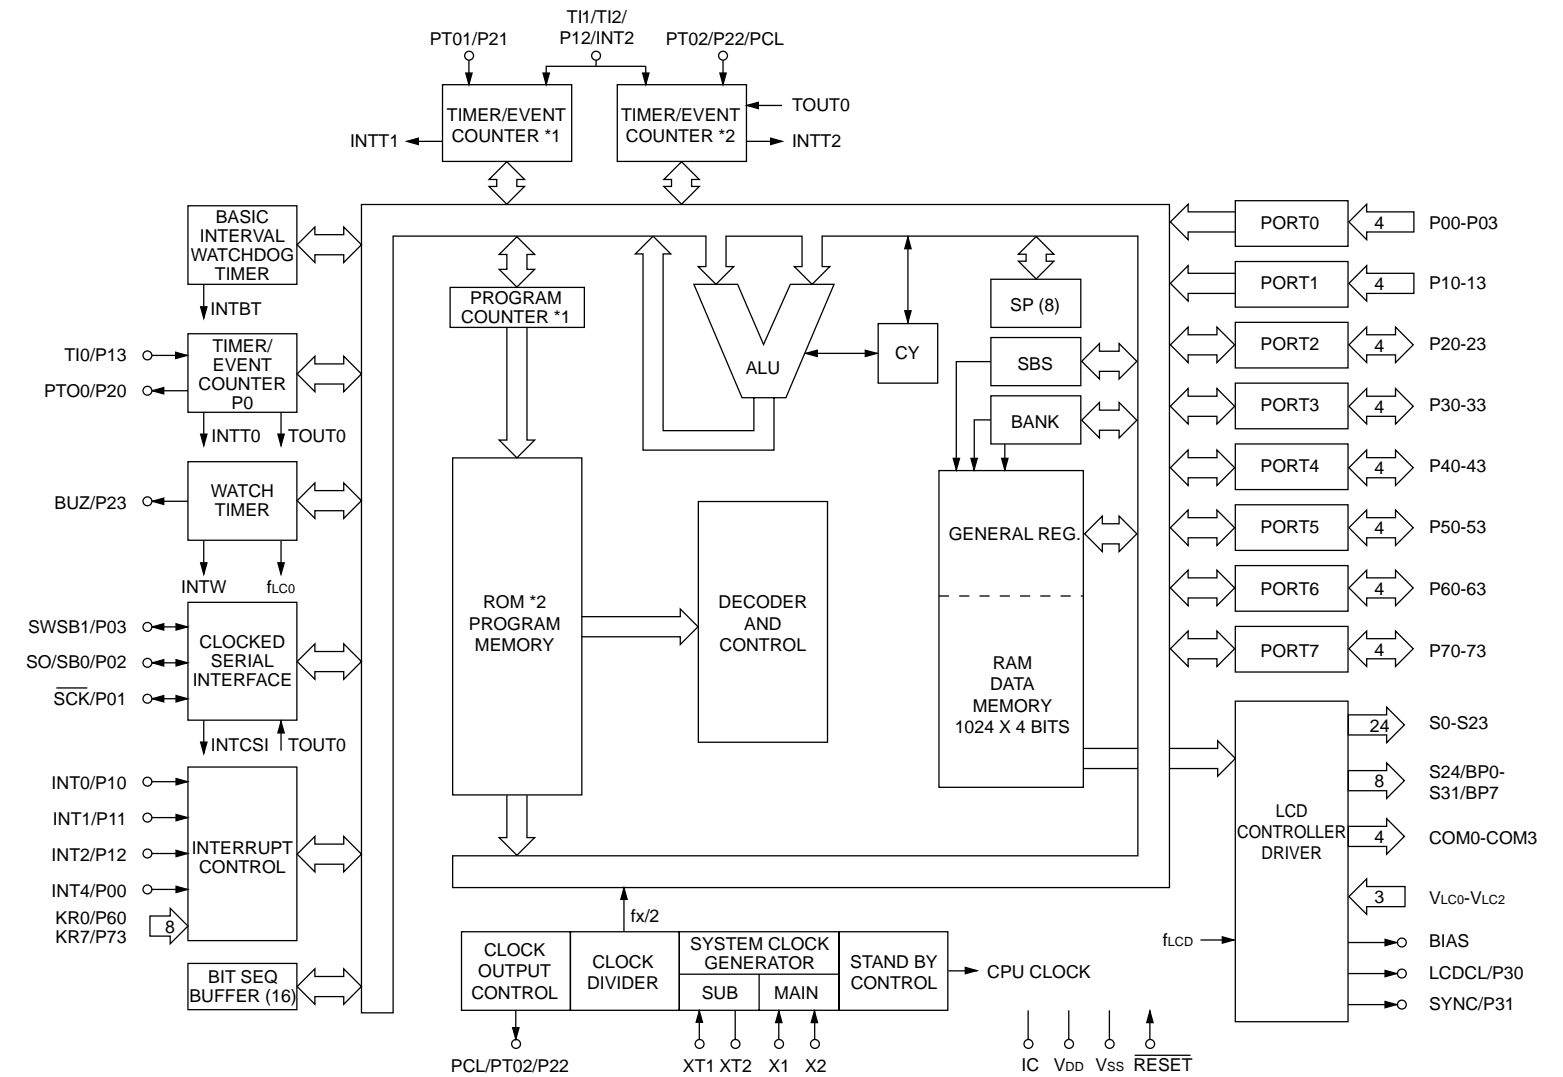 TI1/TI2/
P12/INT2
PT01/P21
PT02/P22/PCL
TIMER/EVENT
COUNTER *1
TIMER/EVENT
COUNTER *2
TOUT0
INTT1
INTT2
BASIC
INTERVAL
WATCHDOG
TIMER
INTBT
TI0/P13
PTO0/P20
TIMER/
EVENT
COUNTER
P0
INTT0
TOUT0
BUZ/P23
WATCH
TIMER
INTW
fLC0
SWSB1/P03
SO/SB0/P02
SCK/P01
CLOCKED
SERIAL
INTERFACE
INTCSI
TOUT0
INT0/P10
INT1/P11
INT2/P12
INT4/P00
KR0/P60
KR7/P73
8
INTERRUPT
CONTROL
BIT SEQ
BUFFER (16)
PROGRAM
COUNTER *1
ALU
CY
SP (8)
SBS
BANK
ROM *2
PROGRAM
MEMORY
DECODER
AND
CONTROL
GENERAL REG.
RAM
DATA
MEMORY
1024 X 4 BITS
fx/2
CLOCK
OUTPUT
CONTROL
CLOCK
DIVIDER
SYSTEM CLOCK
GENERATOR
SUB
MAIN
STAND BY
CONTROL
CPU CLOCK
PCL/PT02/P22
XT1
XT2
X1
X2
IC
VDD
VSS
RESET
PORT0
4
P00-P03
PORT1
4
P10-13
PORT2
4
P20-23
PORT3
4
P30-33
PORT4
4
P40-43
PORT5
4
P50-53
PORT6
4
P60-63
PORT7
4
P70-73
LCD
CONTROLLER
DRIVER
24
S0-S23
8
S24/BP0-
S31/BP7
4
COM0-COM3
3
VLC0-VLC2
fLCD
BIAS
LCDCL/P30
SYNC/P31